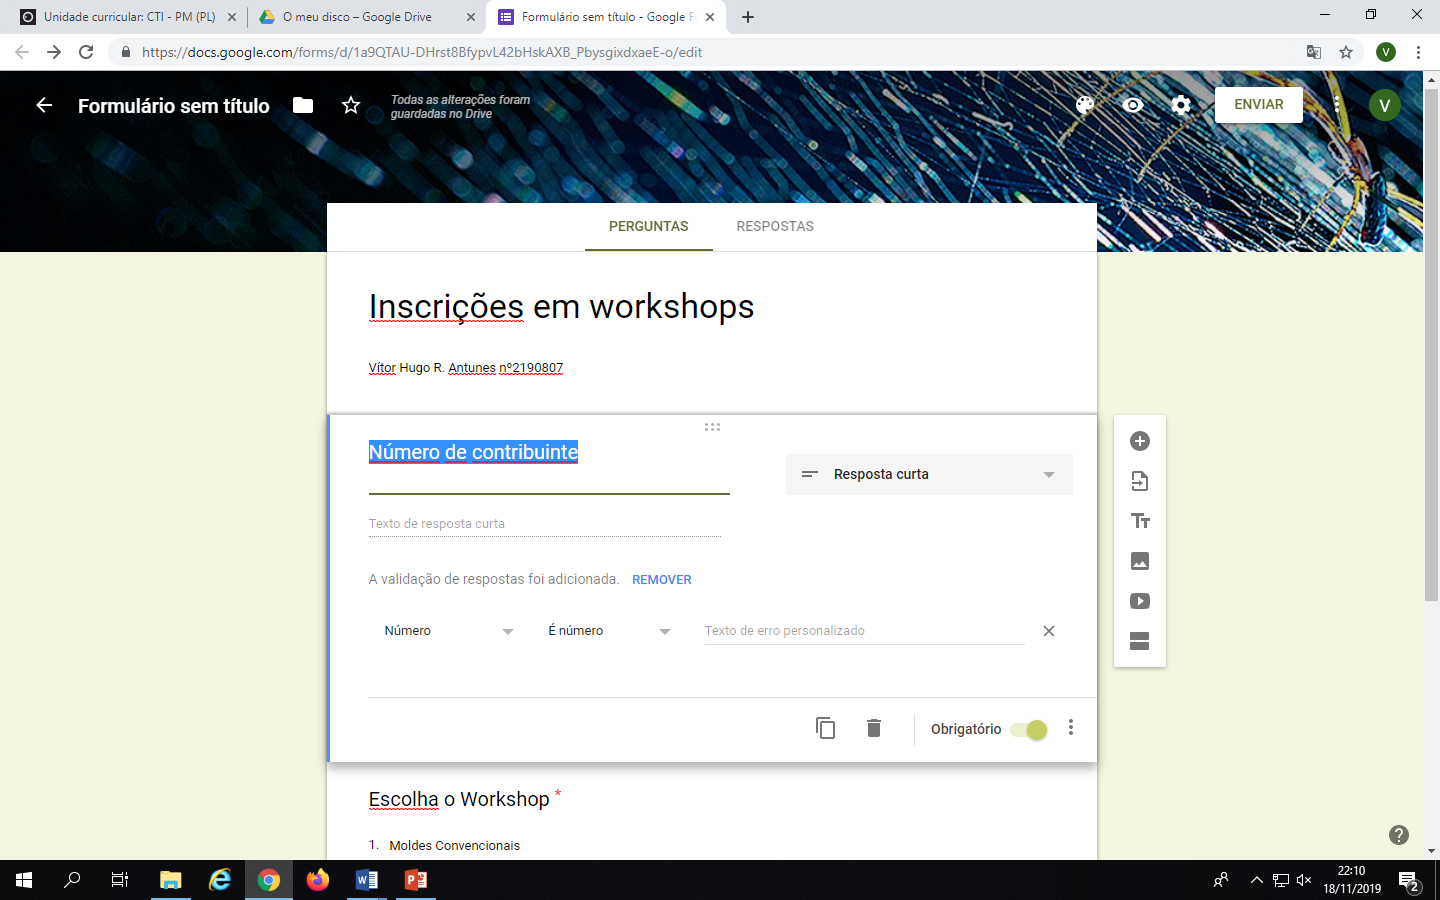 Unidade curricular: CTI - PM (PL)
O meu disco – Google Drive
Formulário sem título - Google F
https://docs.google.com/forms/d/1a9QTAU-DHrst8BfypvL42bHskAXB_PbysgixdxaeE-o/edit
V
Formulário sem título
Todas as alterações foram
guardadas no Drive
ENVIAR
V
PERGUNTAS
RESPOSTAS
Inscrições em workshops
Vítor Hugo R. Antunes nº2190807
Número de contribuinte
Resposta curta
Texto de resposta curta
A validação de respostas foi adicionada. REMOVER
Número
É número
Texto de erro personalizado
Obrigatório
Escolha o Workshop *
1. Moldes Convencionais
22:10
18/11/2019
2